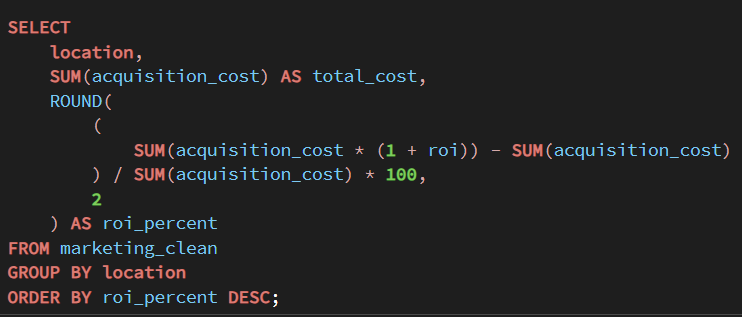 SELECT
    location,
    SUM(acquisition_cost) AS total_cost,
    ROUND(
        (
            SUM(acquisition_cost * (1 + roi)) - SUM(acquisition_cost)
        ) / SUM(acquisition_cost) * 100,
        2
    ) AS roi_percent
FROM marketing_clean
GROUP BY location
ORDER BY roi_percent DESC;